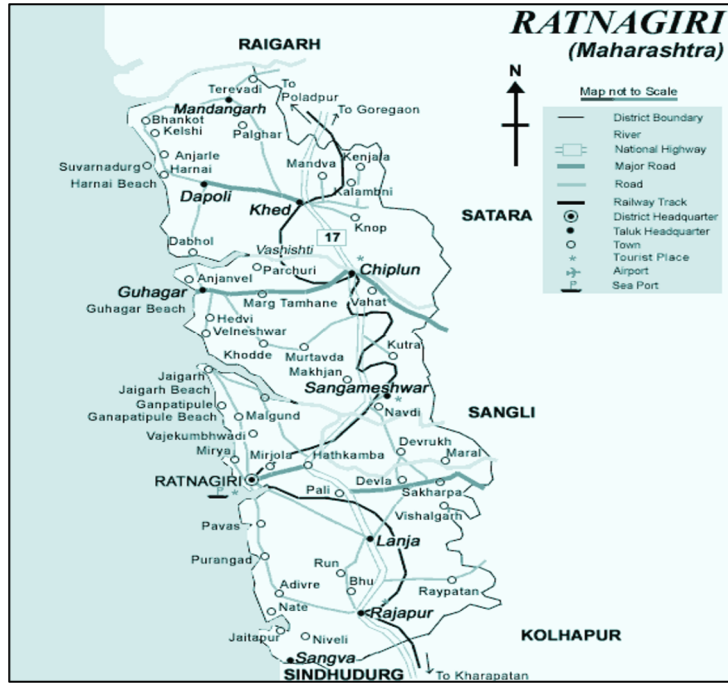 RATNAGIRI
(Maharashtra)
RAIGARH
N
Map not to Scale
District Boundary
River
National Highway
Major Road
Road
Railway Track
District Headquarter
Taluk Headquarter
Town
Tourist Place
Airport
Sea Port
To
Poladpur
To Goregaon
Terevadi
Mandangarh
Bhankot
Kelshi
Palghar
Anjarle
Suvarnadurg
Harnai
Harnai Beach
Mandva
Kenjala
Kalambni
Dapoli
Khed
Knop
SATARA
17
Dabhol
Vashishti
Parchuri
Chiplun
Anjanvel
Guhagar
Guhagar Beach
Marg Tamhane
Vahat
Hedvi
Velneshwar
Khodde
Murtavda
Kutra
Makhjan
Jaigarh
Jaigarh Beach
Sangameshwar
Ganpatipule
Ganapatipule Beach
Malgund
Navdi
SANGLI
Vajekumbhwadi
Mirya
Mirjola
Hathkamba
Devrukh
Maral
RATNAGIRI
Pali
Devla
Sakharpa
Vishalgarh
Pavas
Lanja
Purangad
Run
Bhu
Adivre
Raypatan
Nate
Rajapur
Jaitapur
Niveli
KOLHAPUR
Sangva
SINDHUDURG
To Kharapatan